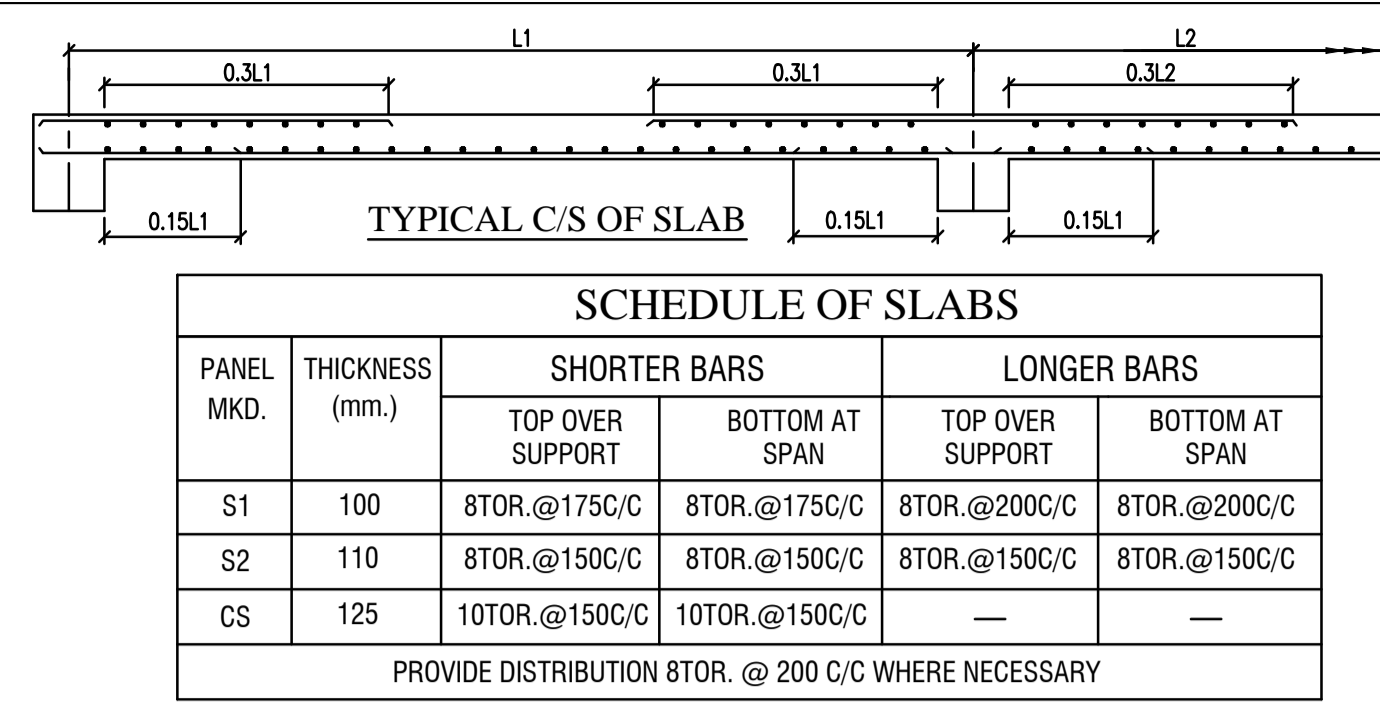 L1
L2
0.3L1
0.3L1
0.3L2
0.15L1
TYPICAL C/S OF SLAB
0.15L1
0.15L1
SCHEDULE OF SLABS
PANEL MKD.
THICKNESS (mm.)
SHORTER BARS
LONGER BARS
TOP OVER SUPPORT
BOTTOM AT SPAN
TOP OVER SUPPORT
BOTTOM AT SPAN
S1 100 8TOR.@175C/C 8TOR.@175C/C 8TOR.@200C/C 8TOR.@200C/C
S2 110 8TOR.@150C/C 8TOR.@150C/C 8TOR.@150C/C 8TOR.@150C/C
CS 125 10TOR.@150C/C 10TOR.@150C/C — —
PROVIDE DISTRIBUTION 8TOR. @ 200 C/C WHERE NECESSARY